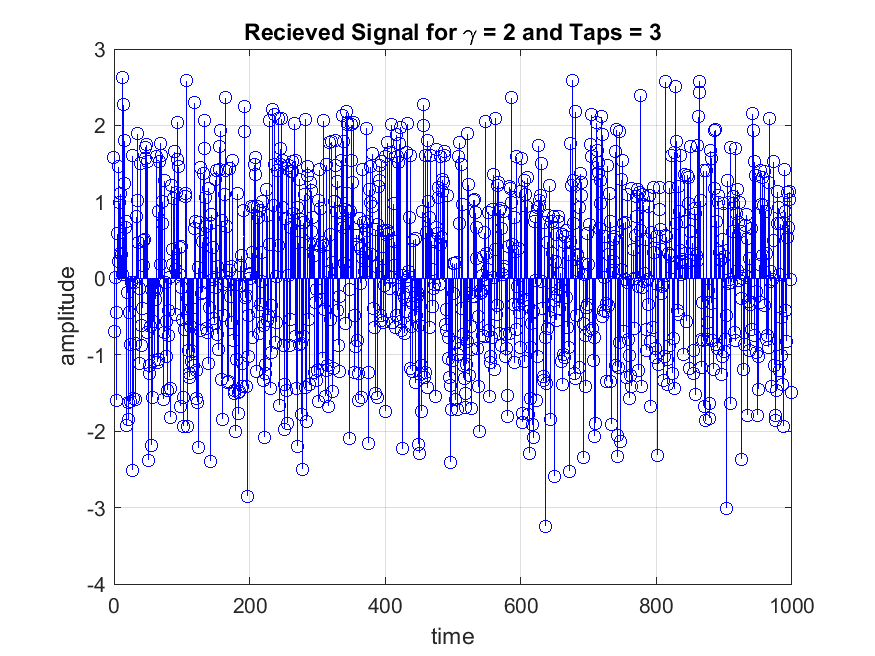 Recieved Signal for γ = 2 and Taps = 3
3
2
1
0
-1
-2
-3
-4
amplitude
0 200 400 600 800 1000
time